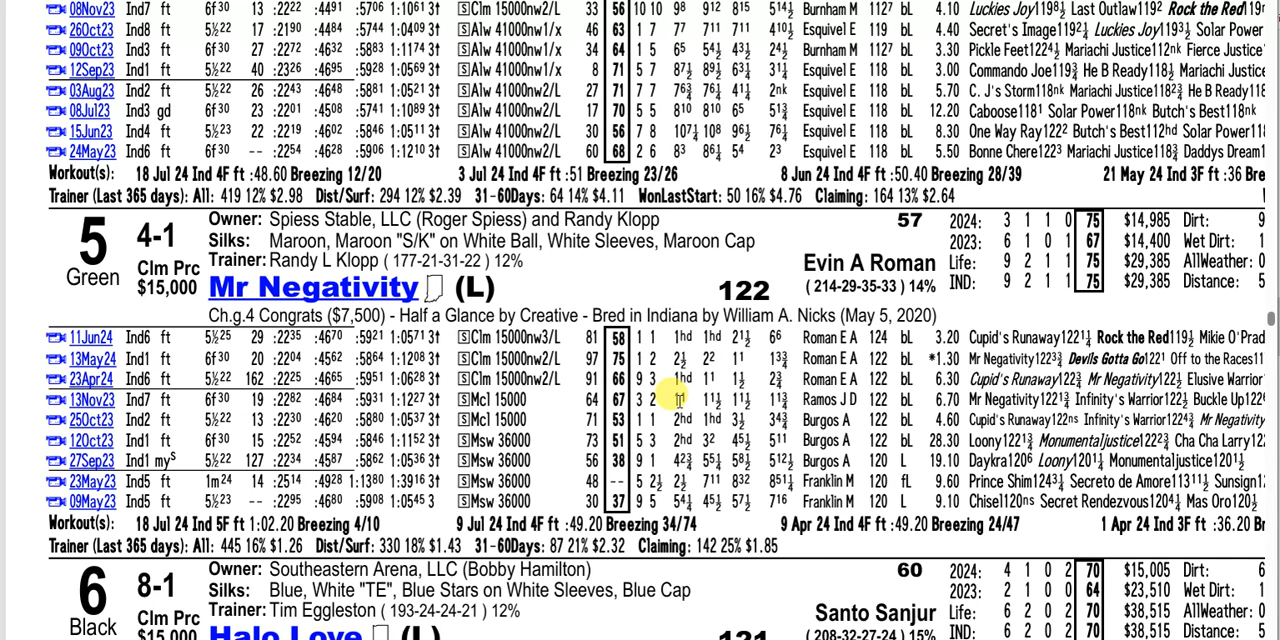 08Nov23 Ind7 ft 6f30 13 :2222 :4491 :5706 1:1061 3↑ S Clm 15000nw2/L 33 56 10 10 9⁸ 9¹² 8¹⁵ 5¹⁴½ Burnham M 112⁷ bL 4.10 Luckies Joy119⁸½ Last Outlaw119² Rock the Red119
26Oct23 Ind8 ft 5½22 17 :2190 :4484 :5744 1:0409 3↑ S Alw 41000nw1/x 46 63 1 7 7⁷ 7¹¹ 7¹¹ 4¹⁰½ Esquivel E 119 bL 4.40 Secret's Image119²¼ Luckies Joy119³½ Solar Power
09Oct23 Ind3 ft 6f30 27 :2272 :4632 :5883 1:1174 3↑ S Alw 41000nw1/x 34 64 1 5 6⁵ 5⁴½ 4³½ 2⁴¼ Burnham M 112⁷ bL 3.30 Pickle Feet122⁴½ Mariachi Justice112ⁿᵏ Fierce Justice
12Sep23 Ind1 ft 5½22 40 :2326 :4695 :5928 1:0569 3↑ S Alw 41000nw1/x 8 71 5 7 8⁷½ 8⁹½ 6³¼ 3¹¼ Esquivel E 118 bL 3.00 Commando Joe119¾ He B Ready118½ Mariachi Justice
03Aug23 Ind2 ft 5½22 26 :2243 :4648 :5881 1:0521 3↑ S Alw 41000nw2/L 27 71 7 7 7⁶¾ 7⁶¼ 4¹¼ 2ⁿᵏ Esquivel E 118 bL 5.70 C. J's Storm118ⁿᵏ Mariachi Justice118²¾ He B Ready118
08Jul23 Ind3 gd 6f30 23 :2201 :4508 :5741 1:1089 3↑ S Alw 41000nw2/L 17 70 5 5 8¹⁰ 8¹⁰ 6⁵ 5¹¾ Esquivel E 118 bL 12.20 Caboose118¹ Solar Power118ⁿᵏ Butch's Best118ⁿᵏ
15Jun23 Ind4 ft 5½23 22 :2219 :4602 :5846 1:0511 3↑ S Alw 41000nw2/L 30 56 7 8 10⁷¼ 10⁸ 9⁶½ 7⁶¼ Esquivel E 118 bL 8.30 One Way Ray122² Butch's Best112ʰᵈ Solar Power
24May23 Ind6 ft 6f30 -- :2254 :4628 :5906 1:1210 3↑ S Alw 41000nw2/L 60 68 2 6 8³ 8⁶¼ 5⁴ 2³ Esquivel E 118 bL 5.50 Bonne Chere122³ Mariachi Justice118¾ Daddys Dream
Workout(s): 18 Jul 24 Ind 4F ft :48.60 Breezing 12/20 3 Jul 24 Ind 4F ft :51 Breezing 23/26 8 Jun 24 Ind 4F ft :50.40 Breezing 28/39 21 May 24 Ind 3F ft :36 Bre
Trainer (Last 365 days): All: 419 12% $2.98 Dist/Surf: 294 12% $2.39 31-60Days: 64 14% $4.11 WonLastStart: 50 16% $4.76 Claiming: 164 13% $2.64
5 4-1 Owner: Spiess Stable, LLC (Roger Spiess) and Randy Klopp 57 2024: 3 1 1 0 75 $14,985 Dirt: 9
Silks: Maroon, Maroon "S/K" on White Ball, White Sleeves, Maroon Cap 2023: 6 1 0 1 67 $14,400 Wet Dirt: 1
Green Clm Prc Trainer: Randy L Klopp ( 177-21-31-22 ) 12% Evin A Roman Life: 9 2 1 1 75 $29,385 AllWeather: 0
$15,000 Mr Negativity (L) 122 ( 214-29-35-33 ) 14% IND: 9 2 1 1 75 $29,385 Distance: 5
Ch.g.4 Congrats ($7,500) - Half a Glance by Creative - Bred in Indiana by William A. Nicks (May 5, 2020)
11Jun24 Ind6 ft 5½25 29 :2235 :4670 :5921 1:0571 3↑ S Clm 15000nw3/L 81 58 1 1 1ʰᵈ 1ʰᵈ 2¹½ 6⁶ Roman E A 124 bL 3.20 Cupid's Runaway122¹¼ Rock the Red119½ Mikie O'Prad
13May24 Ind1 ft 6f30 20 :2204 :4562 :5864 1:1208 3↑ S Clm 15000nw2/L 97 75 1 2 2½ 2² 1¹ 1³¾ Roman E A 122 bL *1.30 Mr Negativity122³¾ Devils Gotta Go122¹ Off to the Races11
23Apr24 Ind6 ft 5½22 162 :2225 :4665 :5951 1:0628 3↑ S Clm 15000nw2/L 91 66 9 3 1ʰᵈ 1¹ 1½ 2¾ Roman E A 122 bL 6.30 Cupid's Runaway122¾ Mr Negativity122½ Elusive Warrior
13Nov23 Ind7 ft 6f30 19 :2282 :4684 :5931 1:1227 3↑ S Mcl 15000 64 67 3 2 1¹ 1¹½ 1¹½ 1¹¾ Ramos J D 122 bL 6.70 Mr Negativity122¹¾ Infinity's Warrior122½ Buckle Up122
25Oct23 Ind2 ft 5½22 13 :2230 :4620 :5880 1:0537 3↑ S Mcl 15000 71 53 1 1 2ʰᵈ 1ʰᵈ 3½ 3⁴¾ Burgos A 122 bL 4.60 Cupid's Runaway122ⁿˢ Infinity's Warrior122⁴¾ Mr Negativity
12Oct23 Ind1 ft 6f30 15 :2252 :4594 :5846 1:1152 3↑ S Msw 36000 73 51 5 3 2ʰᵈ 3² 4⁵½ 5¹¹ Burgos A 122 bL 28.30 Loony122¹¾ Monumentaljustice122²¾ Cha Cha Larry12
27Sep23 Ind1 myˢ 5½22 127 :2234 :4587 :5862 1:0536 3↑ S Msw 36000 56 38 9 1 4²¾ 5⁵¼ 5⁸½ 5¹²½ Burgos A 120 L 19.10 Daykra120⁶ Loony120¹¼ Monumentaljustice120¹½
23May23 Ind5 ft 1m24 14 :2514 :4928 1:1380 1:3916 3↑ S Msw 36000 48 -- 5 2½ 2½ 7¹¹ 8³² 8⁵¹¼ Franklin M 120 fL 9.60 Prince Shim124³¼ Secreto de Amore113¹¹½ Sunsign1
09May23 Ind5 ft 5½23 -- :2295 :4680 :5908 1:0545 3 S Msw 36000 30 37 9 5 5⁴¼ 4⁵½ 5⁷½ 7¹⁶ Franklin M 120 L 9.10 Chisel120ⁿˢ Secret Rendezvous120⁴¼ Mas Oro120½
Workout(s): 18 Jul 24 Ind 5F ft 1:02.20 Breezing 4/10 9 Jul 24 Ind 4F ft :49.20 Breezing 34/74 9 Apr 24 Ind 4F ft :49.20 Breezing 24/47 1 Apr 24 Ind 3F ft :36.20 Br
Trainer (Last 365 days): All: 445 16% $1.26 Dist/Surf: 330 18% $1.43 31-60Days: 87 21% $2.32 Claiming: 142 25% $1.85
6 8-1 Owner: Southeastern Arena, LLC (Bobby Hamilton) 60 2024: 4 1 0 2 70 $15,005 Dirt: 6
Silks: Blue, White "TE", Blue Stars on White Sleeves, Blue Cap 2023: 2 1 0 0 64 $23,510 Wet Dirt: 1
Black Clm Prc Trainer: Tim Eggleston ( 193-24-24-21 ) 12% Santo Sanjur Life: 6 2 0 2 70 $38,515 AllWeather: 0
$15,000 Halo Love (L) 121 ( 208-32-27-24 ) 15% IND: 6 2 0 2 70 $38,515 Distance: 5